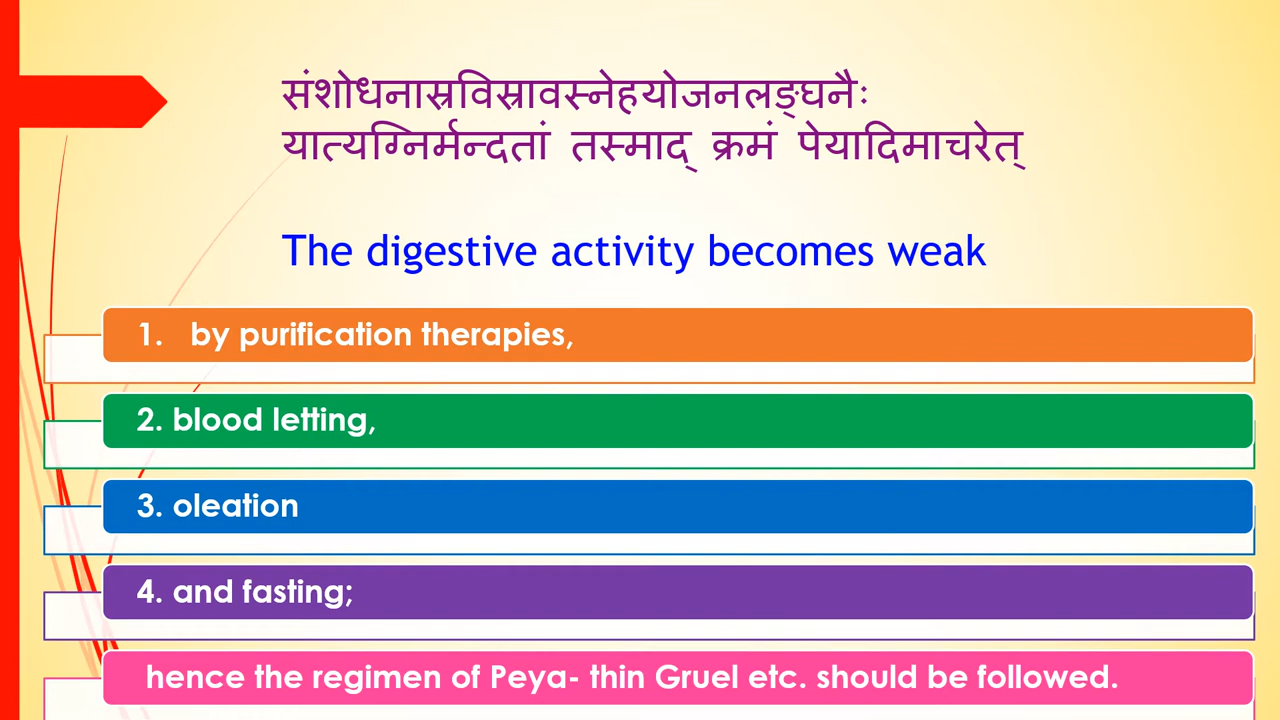 संशोधनास्रविस्रावस्नेहयोजनलङ्घनैः
यात्यग्निर्मन्दतां तस्माद् क्रमं पेयादिमाचरेत्
The digestive activity becomes weak
1. by purification therapies,
2. blood letting,
3. oleation
4. and fasting;
hence the regimen of Peya- thin Gruel etc. should be followed.